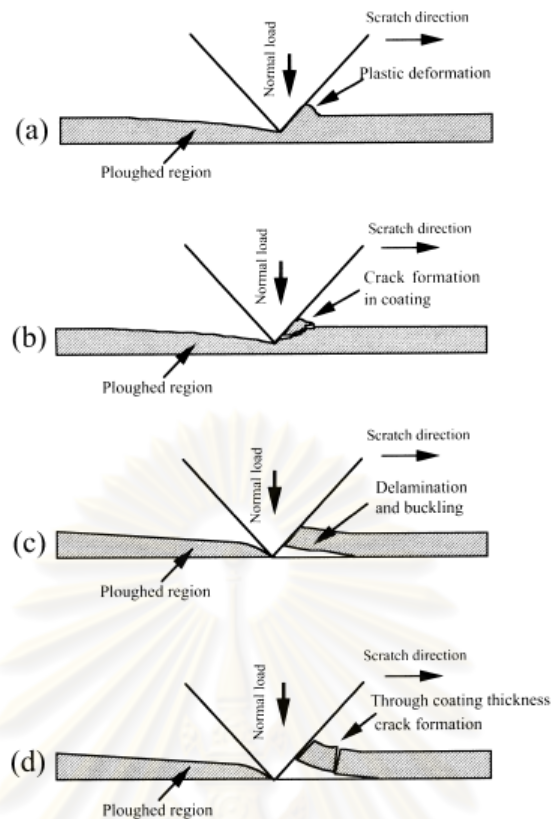 Scratch direction
Normal load
Plastic deformation
(a)
Ploughed region
Scratch direction
Normal load
Crack formation
in coating
(b)
Ploughed region
Scratch direction
Normal load
Delamination
and buckling
(c)
Ploughed region
Scratch direction
Normal load
Through coating thickness
crack formation
(d)
Ploughed region